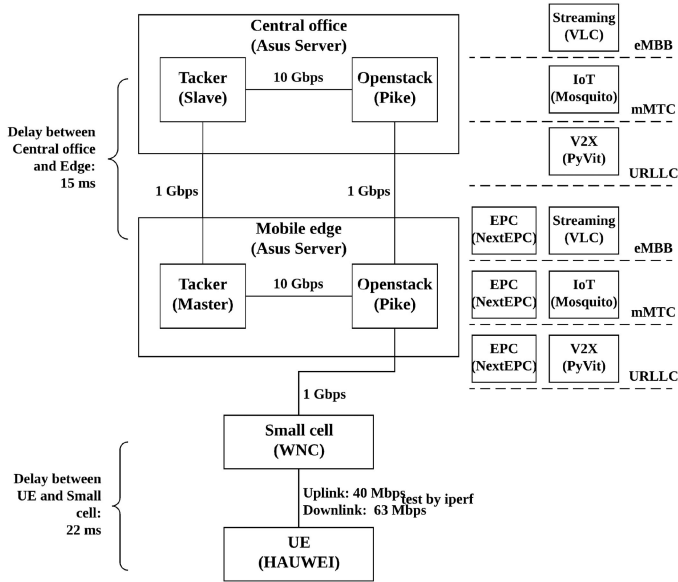 Central office
(Asus Server)
Tacker
(Slave)
10 Gbps
Openstack
(Pike)
Delay between
Central office
and Edge:
15 ms
1 Gbps
1 Gbps
Mobile edge
(Asus Server)
Tacker
(Master)
10 Gbps
Openstack
(Pike)
1 Gbps
Small cell
(WNC)
Delay between
UE and Small
cell:
22 ms
Uplink: 40 Mbps
Downlink: 63 Mbps
test by iperf
UE
(HAUWEI)
Streaming
(VLC)
eMBB
IoT
(Mosquito)
mMTC
V2X
(PyVit)
URLLC
EPC
(NextEPC)
Streaming
(VLC)
eMBB
EPC
(NextEPC)
IoT
(Mosquito)
mMTC
EPC
(NextEPC)
V2X
(PyVit)
URLLC